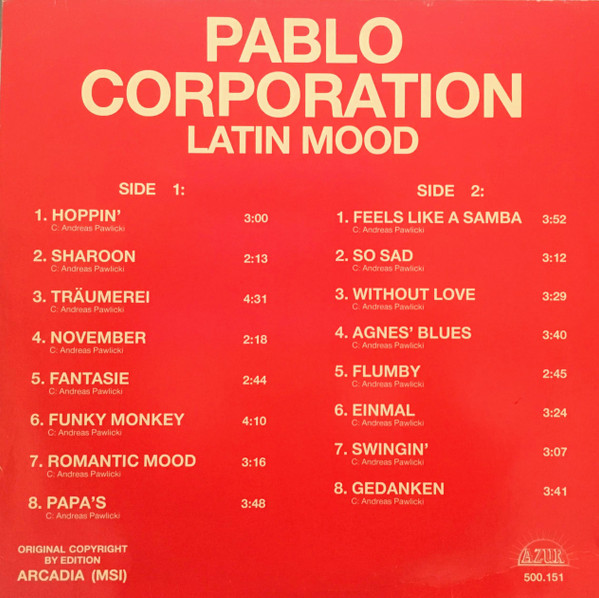 PABLO
CORPORATION
LATIN MOOD
SIDE 1:
1. HOPPIN' 3:00
C: Andreas Pawlicki
2. SHAROON 2:13
C: Andreas Pawlicki
3. TRÄUMEREI 4:31
C: Andreas Pawlicki
4. NOVEMBER 2:18
C: Andreas Pawlicki
5. FANTASIE 2:44
C: Andreas Pawlicki
6. FUNKY MONKEY 4:10
C: Andreas Pawlicki
7. ROMANTIC MOOD 3:16
C: Andreas Pawlicki
8. PAPA'S 3:48
C: Andreas Pawlicki
SIDE 2:
1. FEELS LIKE A SAMBA 3:52
C: Andreas Pawlicki
2. SO SAD 3:12
C: Andreas Pawlicki
3. WITHOUT LOVE 3:29
C: Andreas Pawlicki
4. AGNES' BLUES 3:40
C: Andreas Pawlicki
5. FLUMBY 2:45
C: Andreas Pawlicki
6. EINMAL 3:24
C: Andreas Pawlicki
7. SWINGIN' 3:07
C: Andreas Pawlicki
8. GEDANKEN 3:41
C: Andreas Pawlicki
ORIGINAL COPYRIGHT
BY EDITION
ARCADIA (MSI)
AZUR
500.151